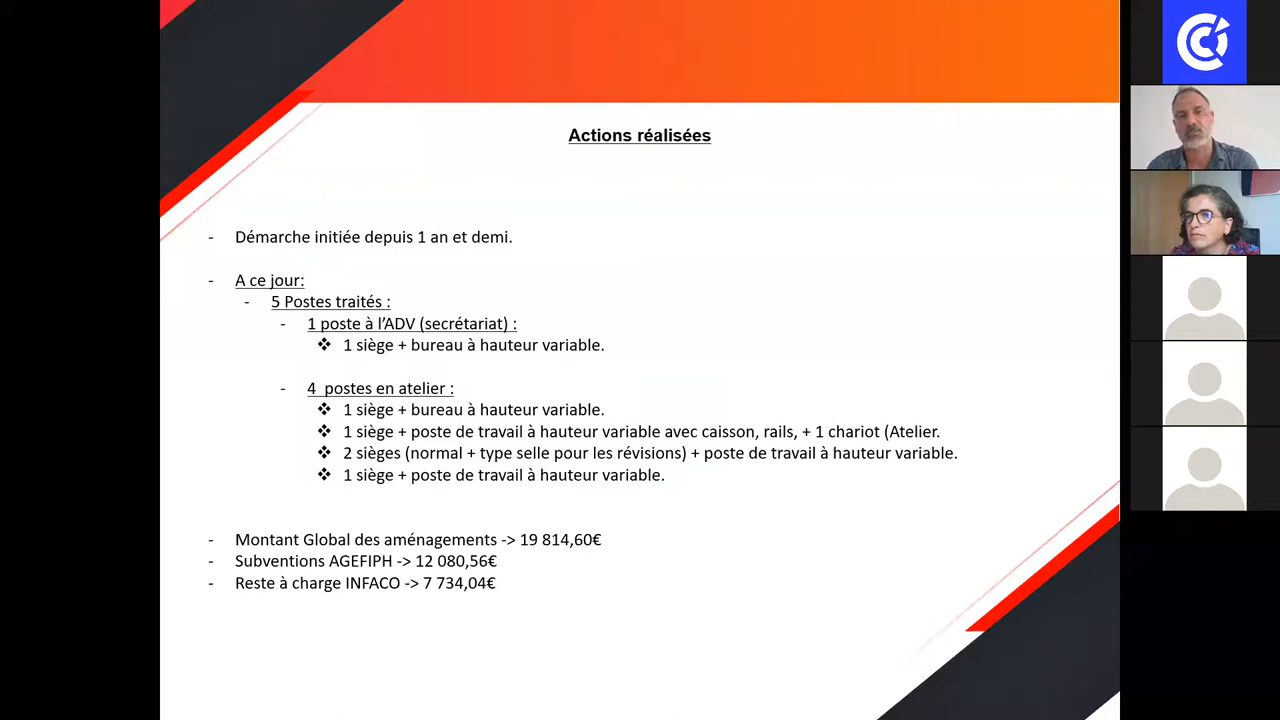 Actions réalisées
- Démarche initiée depuis 1 an et demi.
- A ce jour:
- 5 Postes traités :
- 1 poste à l’ADV (secrétariat) :
❖ 1 siège + bureau à hauteur variable.
- 4 postes en atelier :
❖ 1 siège + bureau à hauteur variable.
❖ 1 siège + poste de travail à hauteur variable avec caisson, rails, + 1 chariot (Atelier.
❖ 2 sièges (normal + type selle pour les révisions) + poste de travail à hauteur variable.
❖ 1 siège + poste de travail à hauteur variable.
- Montant Global des aménagements -> 19 814,60€
- Subventions AGEFIPH -> 12 080,56€
- Reste à charge INFACO -> 7 734,04€